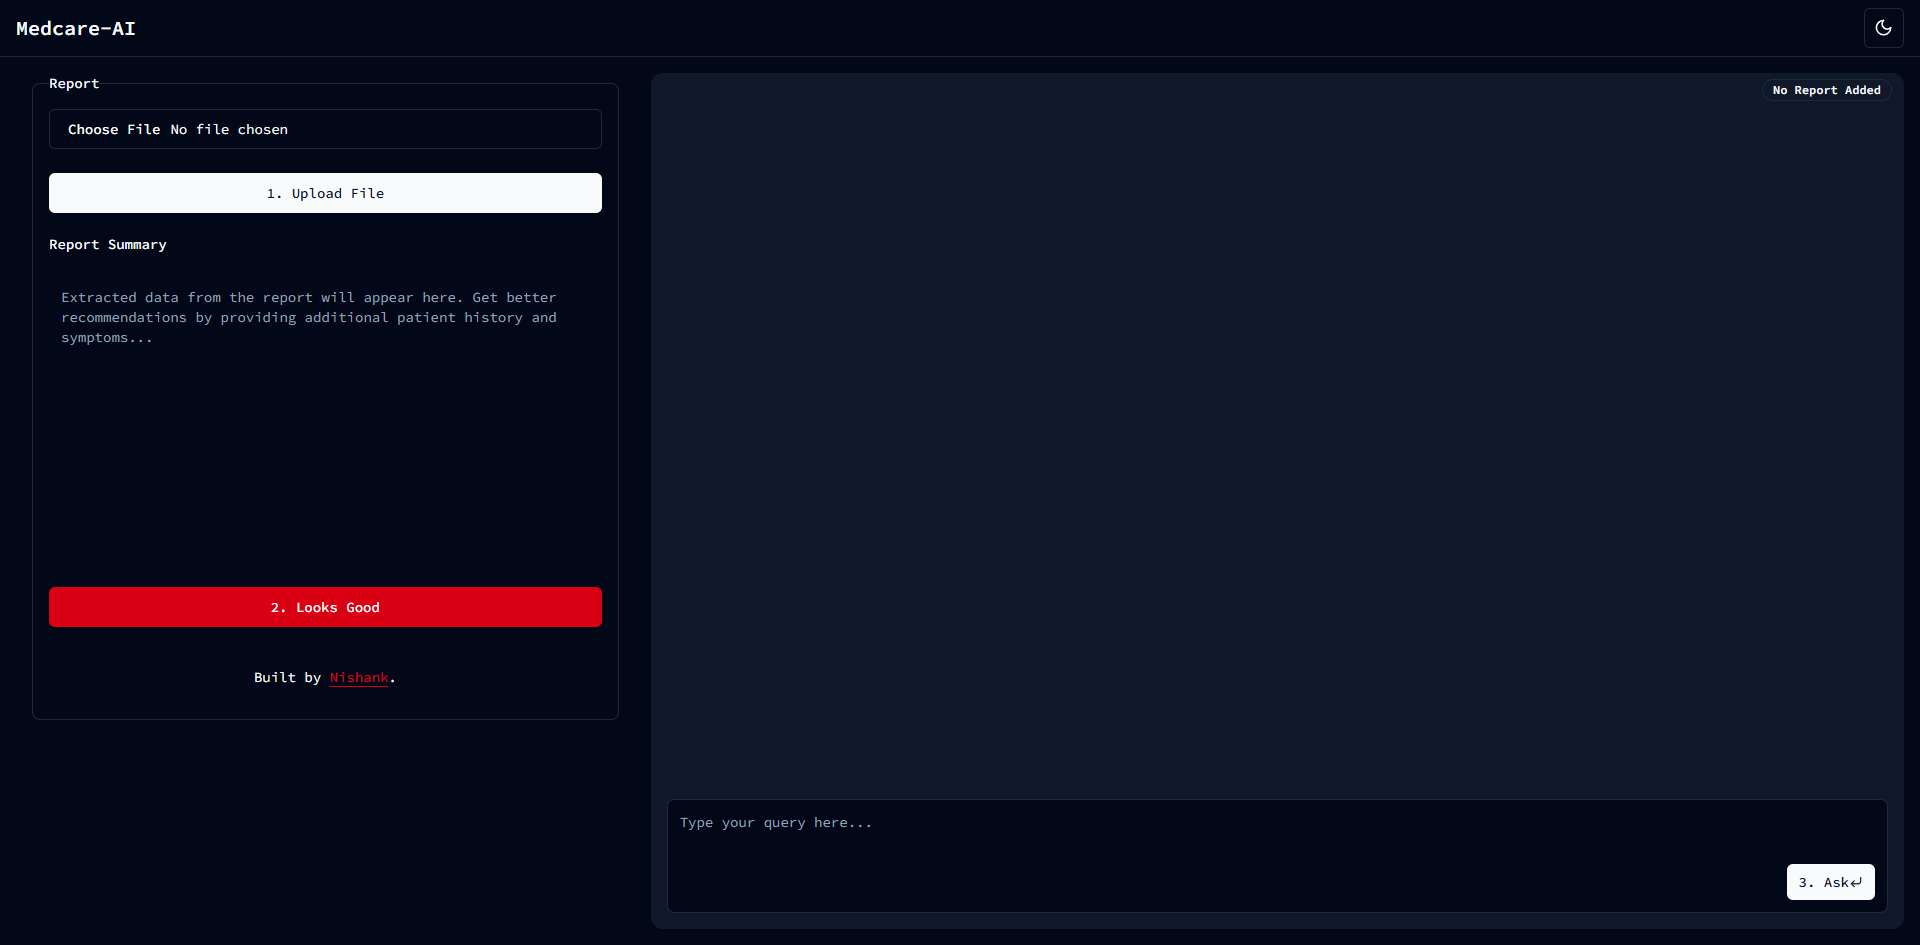 Medcare-AI
Report
Choose File No file chosen
1. Upload File
Report Summary
Extracted data from the report will appear here. Get better
recommendations by providing additional patient history and
symptoms...
2. Looks Good
Built by Nishank.
No Report Added
Type your query here...
3. Ask↵